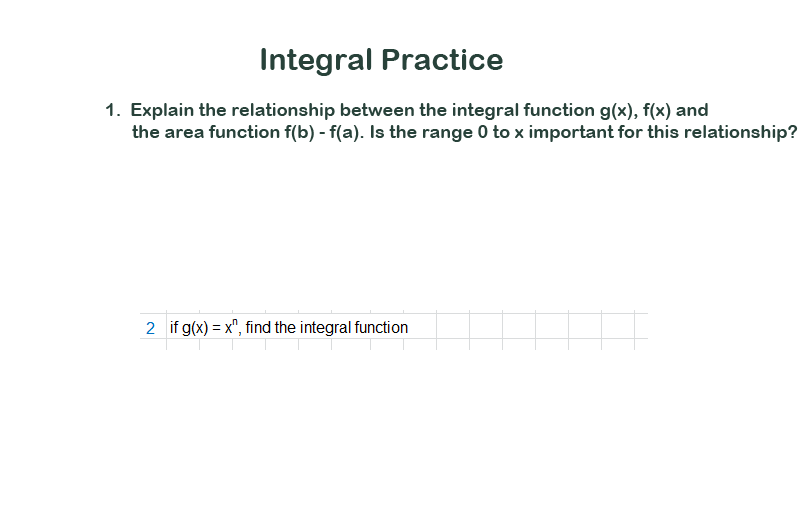 Integral Practice
1. Explain the relationship between the integral function g(x), f(x) and
the area function f(b) - f(a). Is the range 0 to x important for this relationship?
2 if g(x) = xⁿ, find the integral function